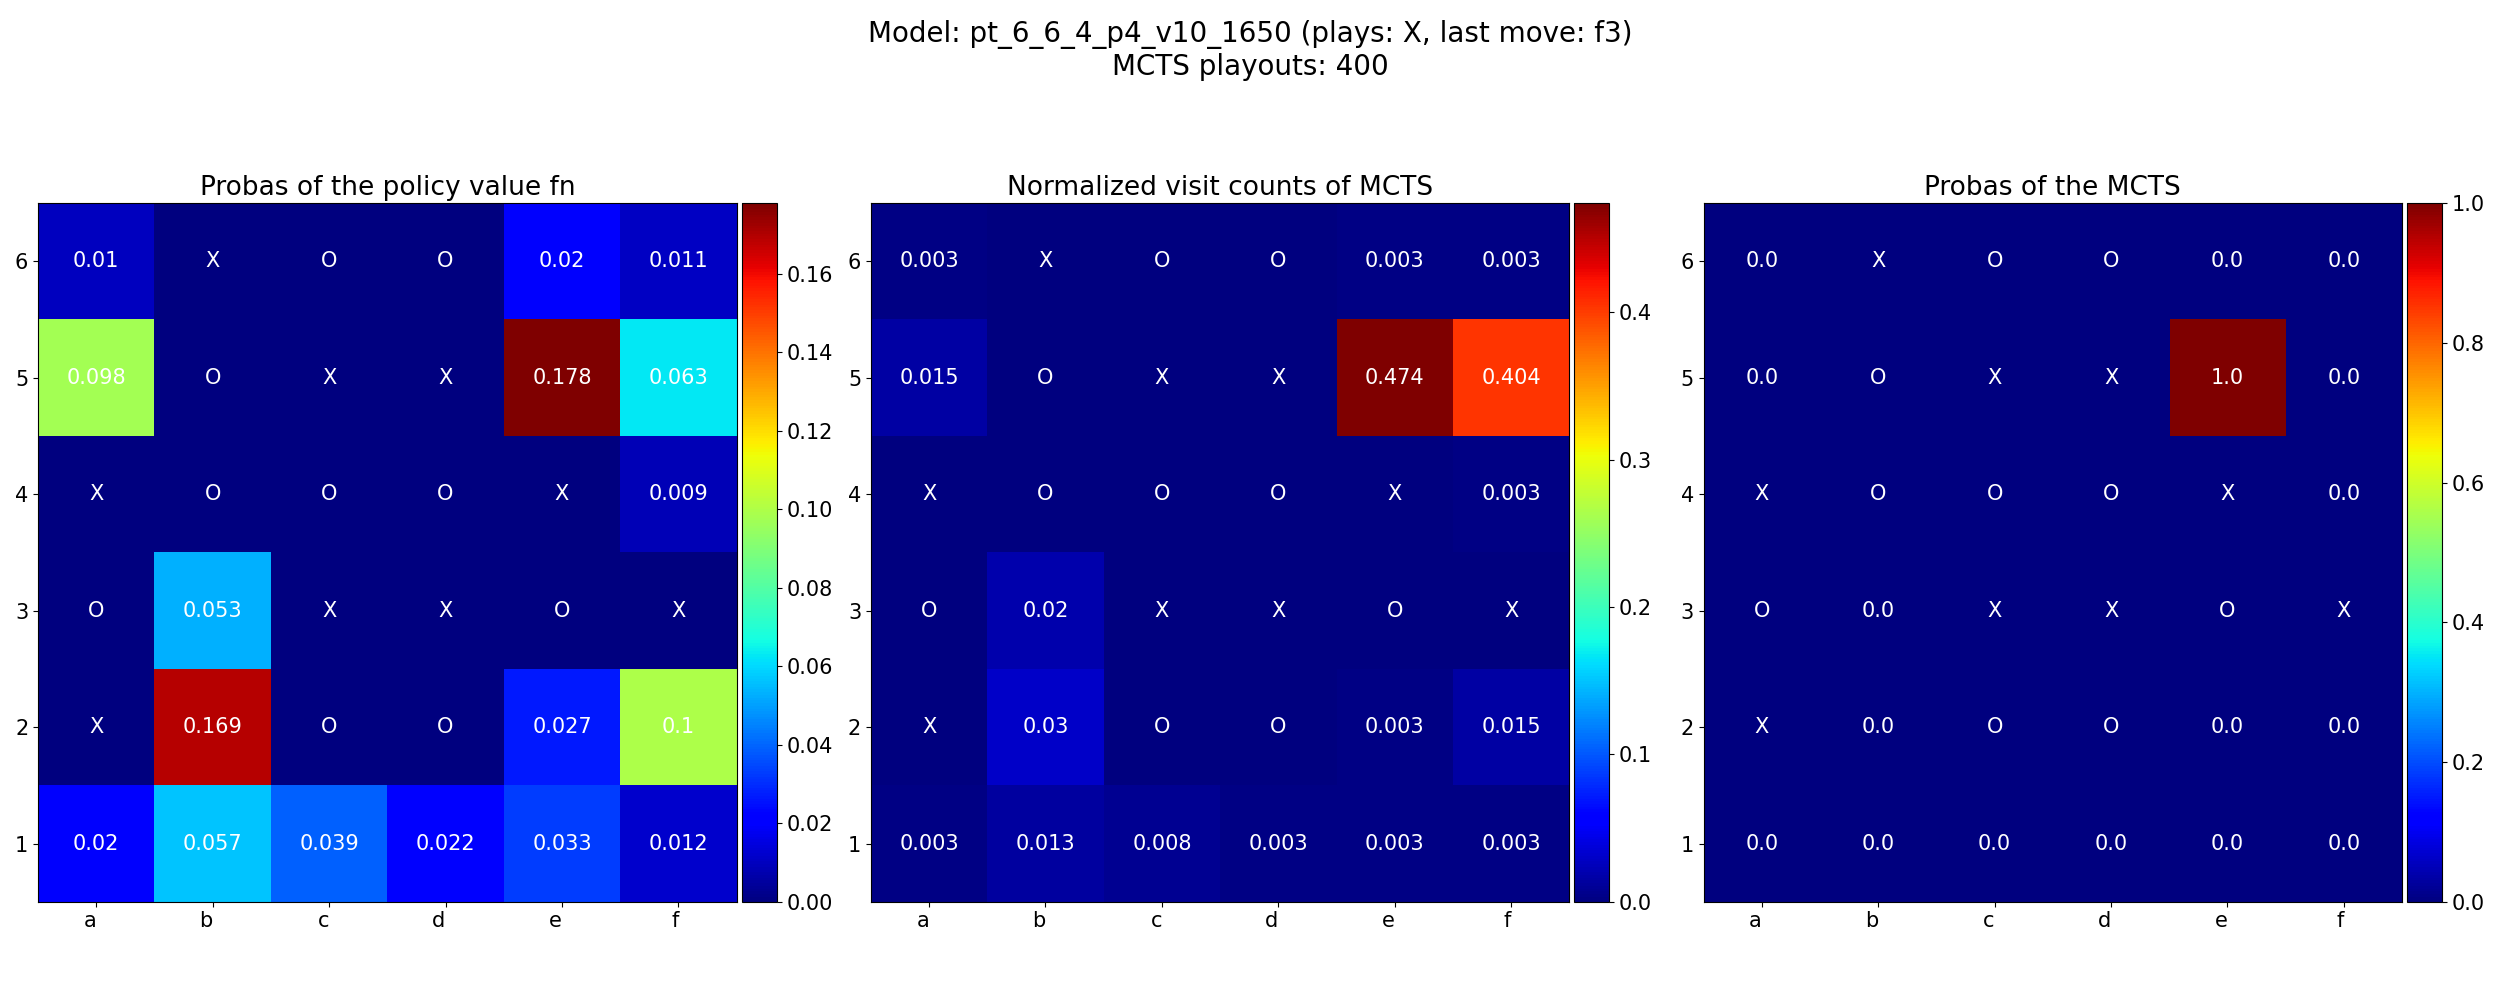 Model: pt_6_6_4_p4_v10_1650 (plays: X, last move: f3)
MCTS playouts: 400
Probas of the policy value fn
6 0.01 X O O 0.02 0.011
5 0.098 O X X 0.178 0.063
4 X O O O X 0.009
3 O 0.053 X X O X
2 X 0.169 O O 0.027 0.1
1 0.02 0.057 0.039 0.022 0.033 0.012
a b c d e f
0.16
0.14
0.12
0.10
0.08
0.06
0.04
0.02
0.00
Normalized visit counts of MCTS
6 0.003 X O O 0.003 0.003
5 0.015 O X X 0.474 0.404
4 X O O O X 0.003
3 O 0.02 X X O X
2 X 0.03 O O 0.003 0.015
1 0.003 0.013 0.008 0.003 0.003 0.003
a b c d e f
0.4
0.3
0.2
0.1
0.0
Probas of the MCTS
6 0.0 X O O 0.0 0.0
5 0.0 O X X 1.0 0.0
4 X O O O X 0.0
3 O 0.0 X X O X
2 X 0.0 O O 0.0 0.0
1 0.0 0.0 0.0 0.0 0.0 0.0
a b c d e f
1.0
0.8
0.6
0.4
0.2
0.0